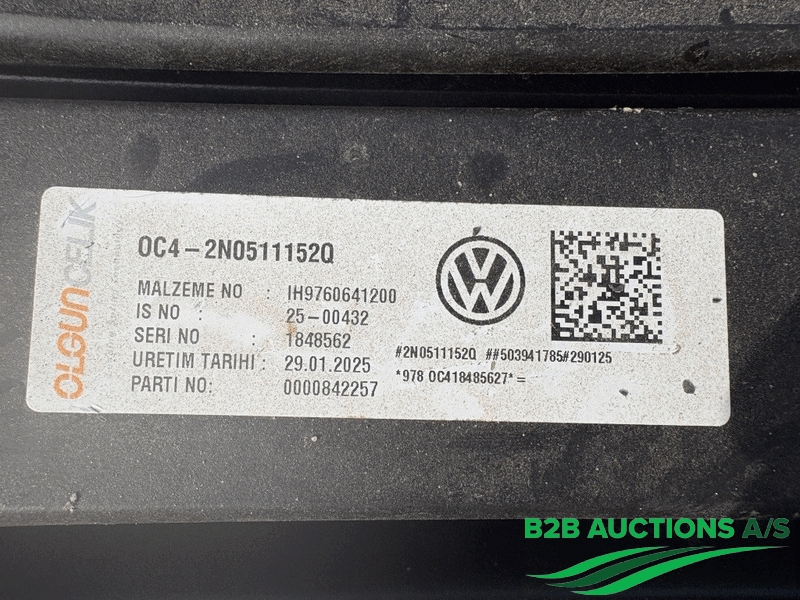 OLGUN CELIK
OC4-2N0511152Q
MALZEME NO : IH9760641200
IS NO : 25-00432
SERI NO : 1848562
URETIM TARIHI : 29.01.2025
PARTI NO: 0000842257
#2N0511152Q ##503941785#290125
*978 OC418485627* =
B2B AUCTIONS A/S